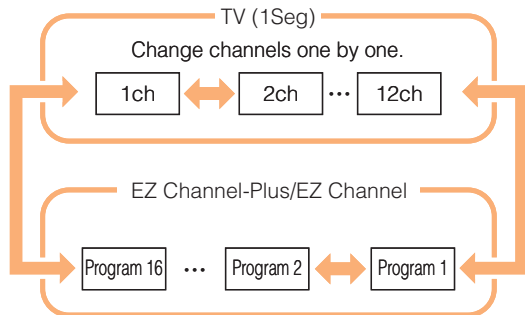 TV (1Seg)
Change channels one by one.
1ch 2ch ••• 12ch
EZ Channel-Plus/EZ Channel
Program 16 ••• Program 2 Program 1